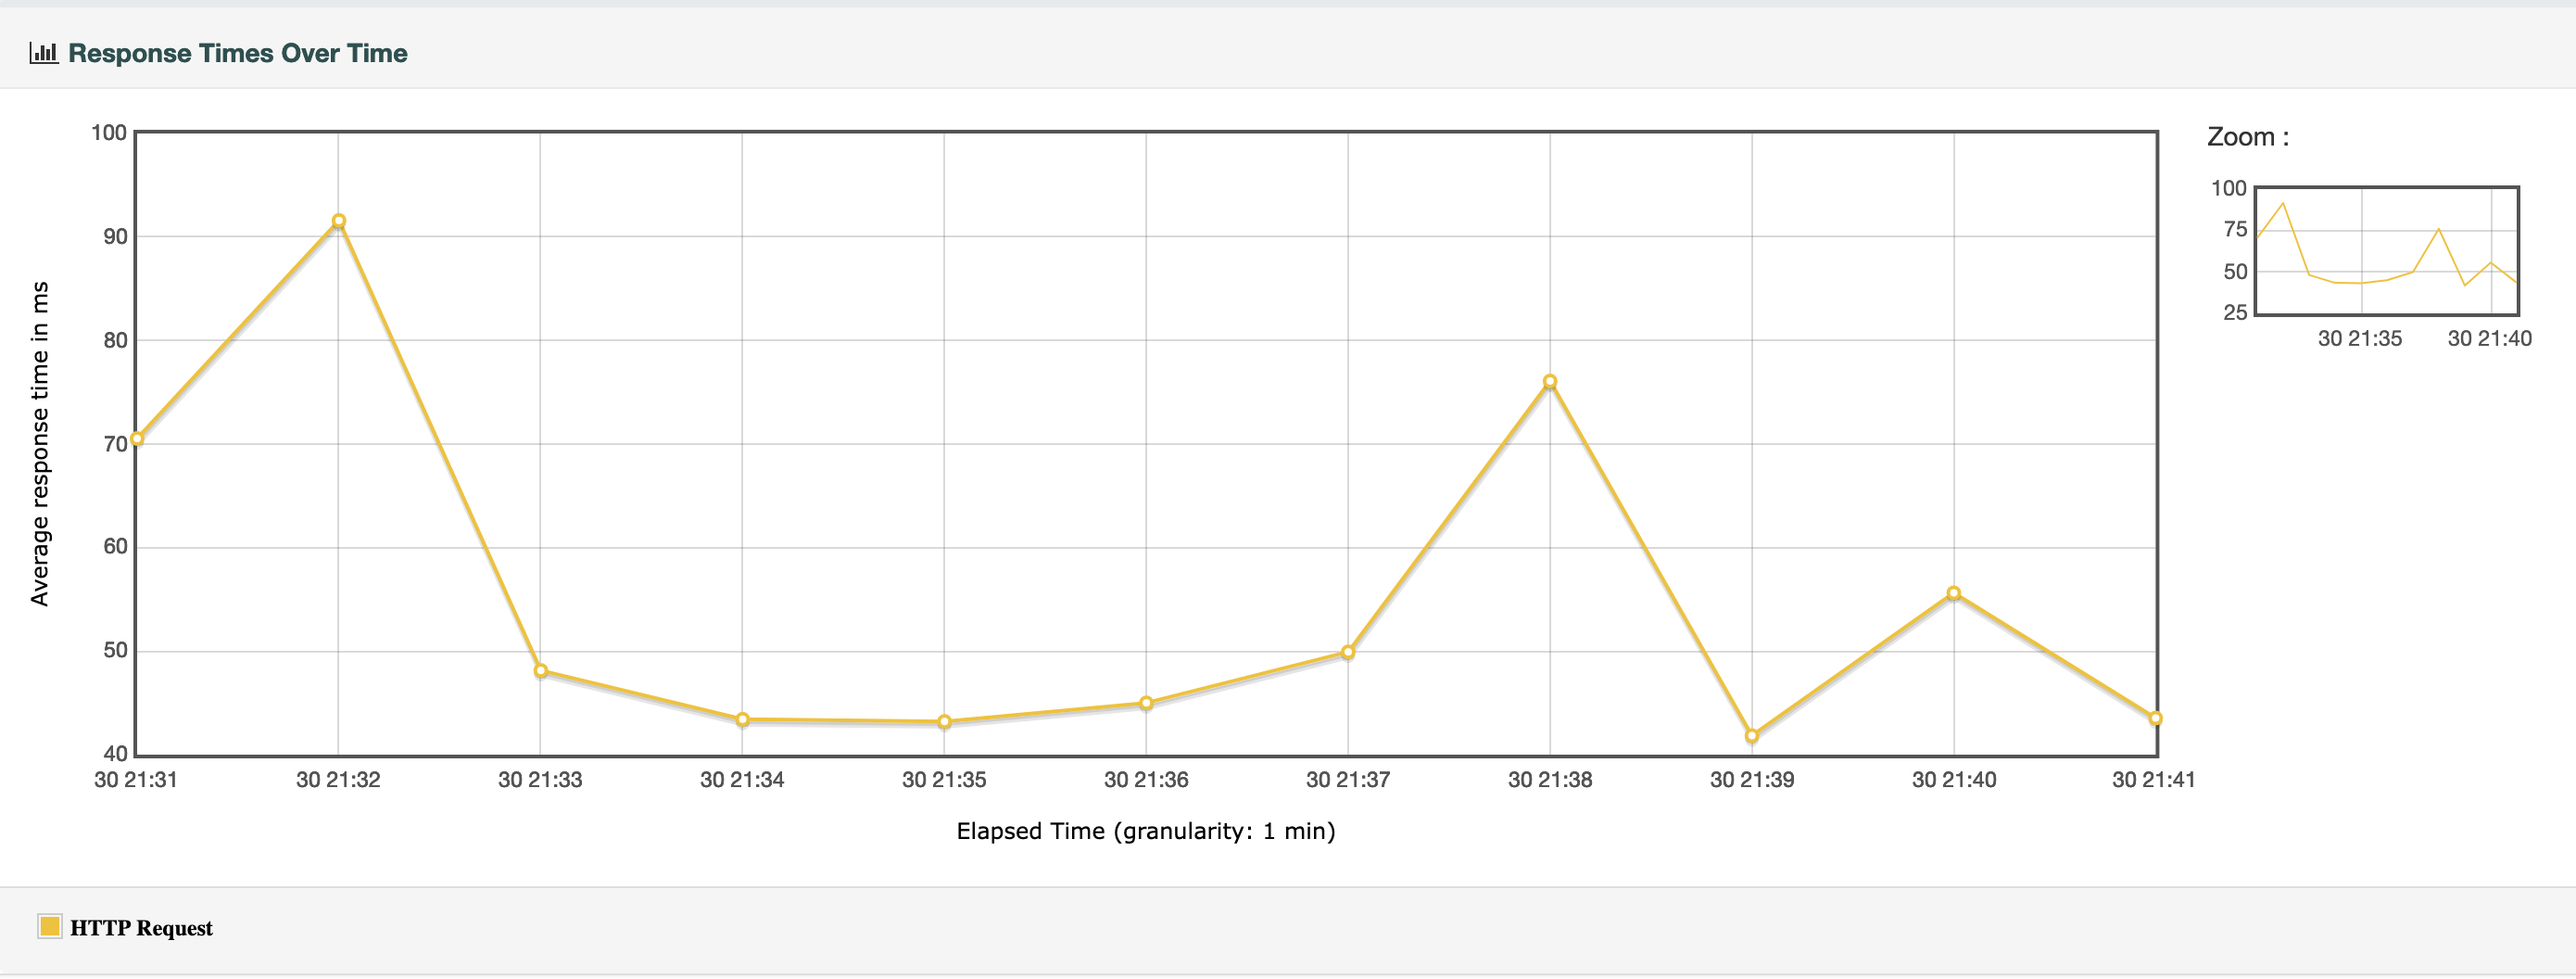 Response Times Over Time
100
90
80
70
60
50
40
Average response time in ms
30 21:31 30 21:32 30 21:33 30 21:34 30 21:35 30 21:36 30 21:37 30 21:38 30 21:39 30 21:40 30 21:41
Elapsed Time (granularity: 1 min)
Zoom :
100
75
50
25
30 21:35 30 21:40
HTTP Request